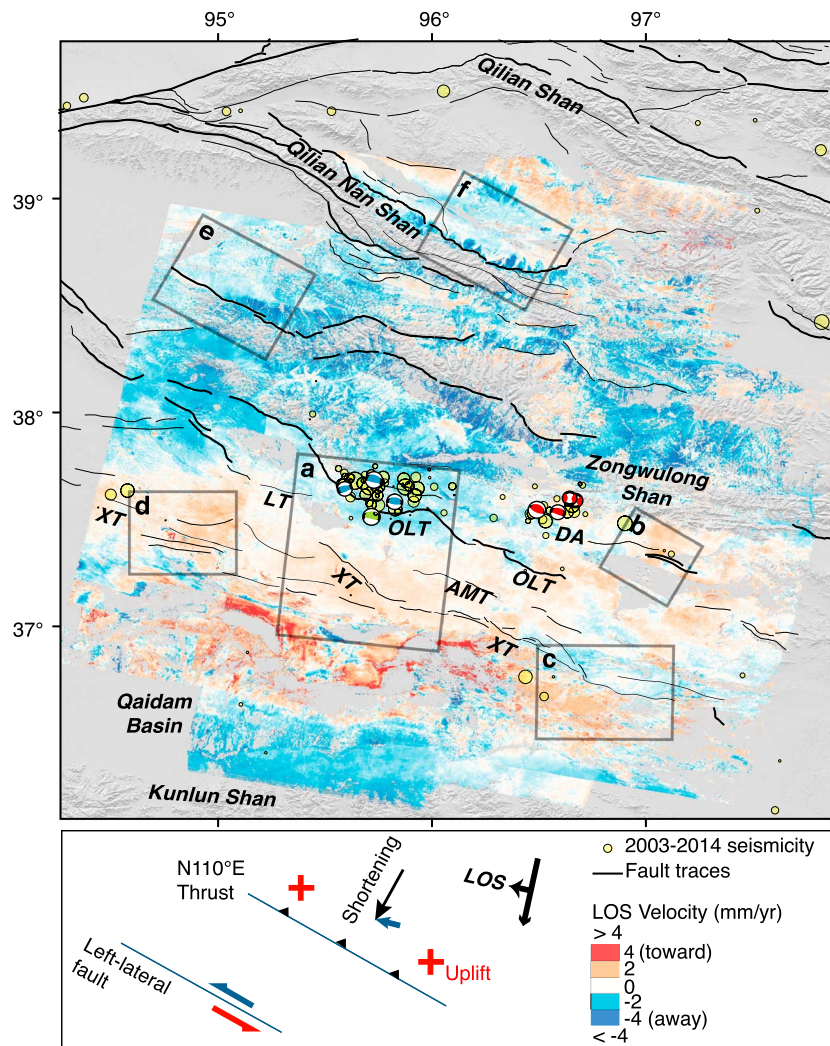 95°
96°
97°
39°
38°
37°
Qilian Shan
Qilian Nan Shan
f
e
Zongwulong
Shan
a
d
b
LT
OLT
DA
XT
XT
AMT
OLT
XT
c
Qaidam
Basin
Kunlun Shan
N110°E
Thrust
Shortening
LOS
Uplift
Left-lateral
fault
2003-2014 seismicity
Fault traces
LOS Velocity (mm/yr)
> 4
4 (toward)
2
0
-2
-4 (away)
< -4